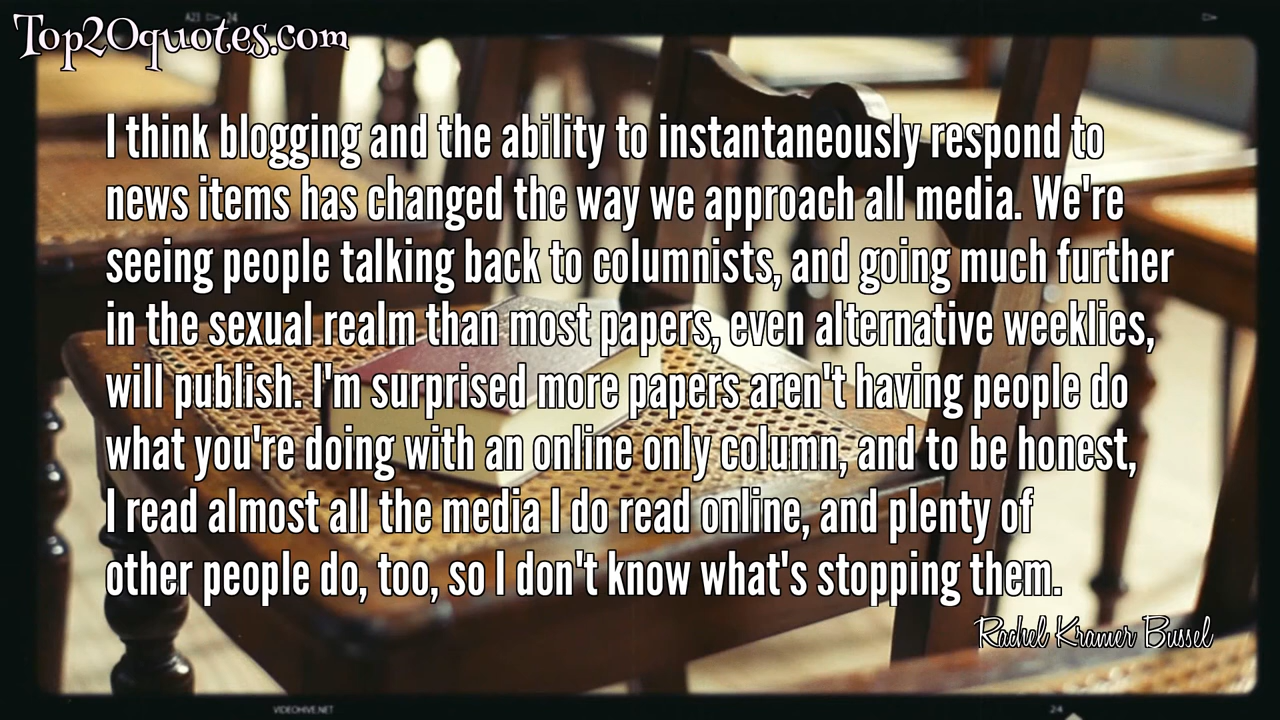 A23 24
Top20quotes.com
I think blogging and the ability to instantaneously respond to
news items has changed the way we approach all media. We're
seeing people talking back to columnists, and going much further
in the sexual realm than most papers, even alternative weeklies,
will publish. I'm surprised more papers aren't having people do
what you're doing with an online only column, and to be honest,
I read almost all the media I do read online, and plenty of
other people do, too, so I don't know what's stopping them.
Rachel Kramer Bussel
VIDEOHIVE.NET